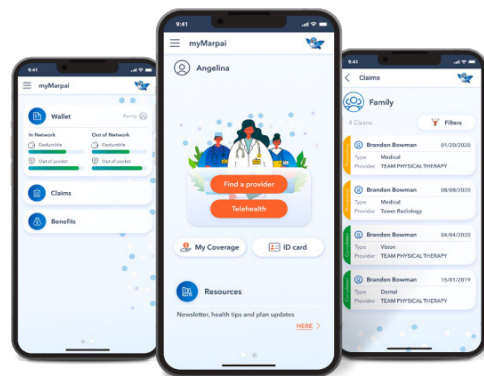 9:41
myMarpai
Wallet
Family
In Network
Out of Network
Deductible
Deductible
Out of pocket
Out of pocket
Claims
Benefits
9:41
myMarpai
Angelina
Find a provider
Telehealth
My Coverage
ID card
Resources
Newsletter, health tips and plan updates
HERE >
9:41
Claims
Family
4 Claims
Filters
Branden Bowman 01/20/2020
Type Medical
Provider TEAM PHYSICAL THERAPY
Branden Bowman 08/08/2020
Type Medical
Provider Tower Radiology
Branden Bowman 04/04/2020
Type Vision
Provider TEAM PHYSICAL THERAPY
Branden Bowman 15/01/2019
Type Dental
Provider TEAM PHYSICAL THERAPY